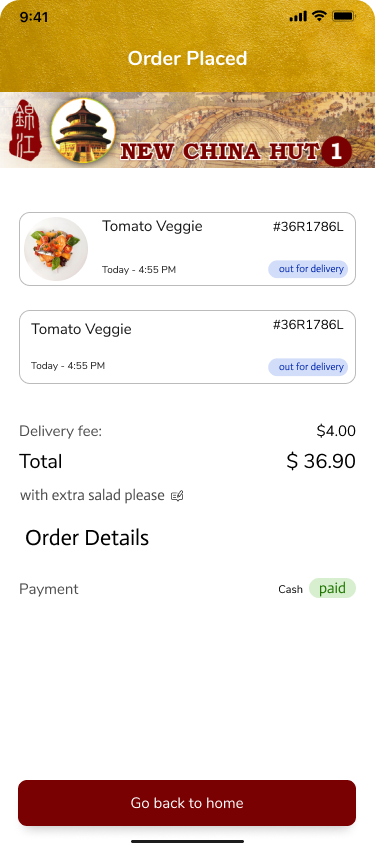 9:41
Order Placed
錦江
NEW CHINA HUT 1
Tomato Veggie
#36R1786L
Today - 4:55 PM
out for delivery
Tomato Veggie
#36R1786L
Today - 4:55 PM
out for delivery
Delivery fee:
$4.00
Total
$ 36.90
with extra salad please
Order Details
Payment
Cash
paid
Go back to home